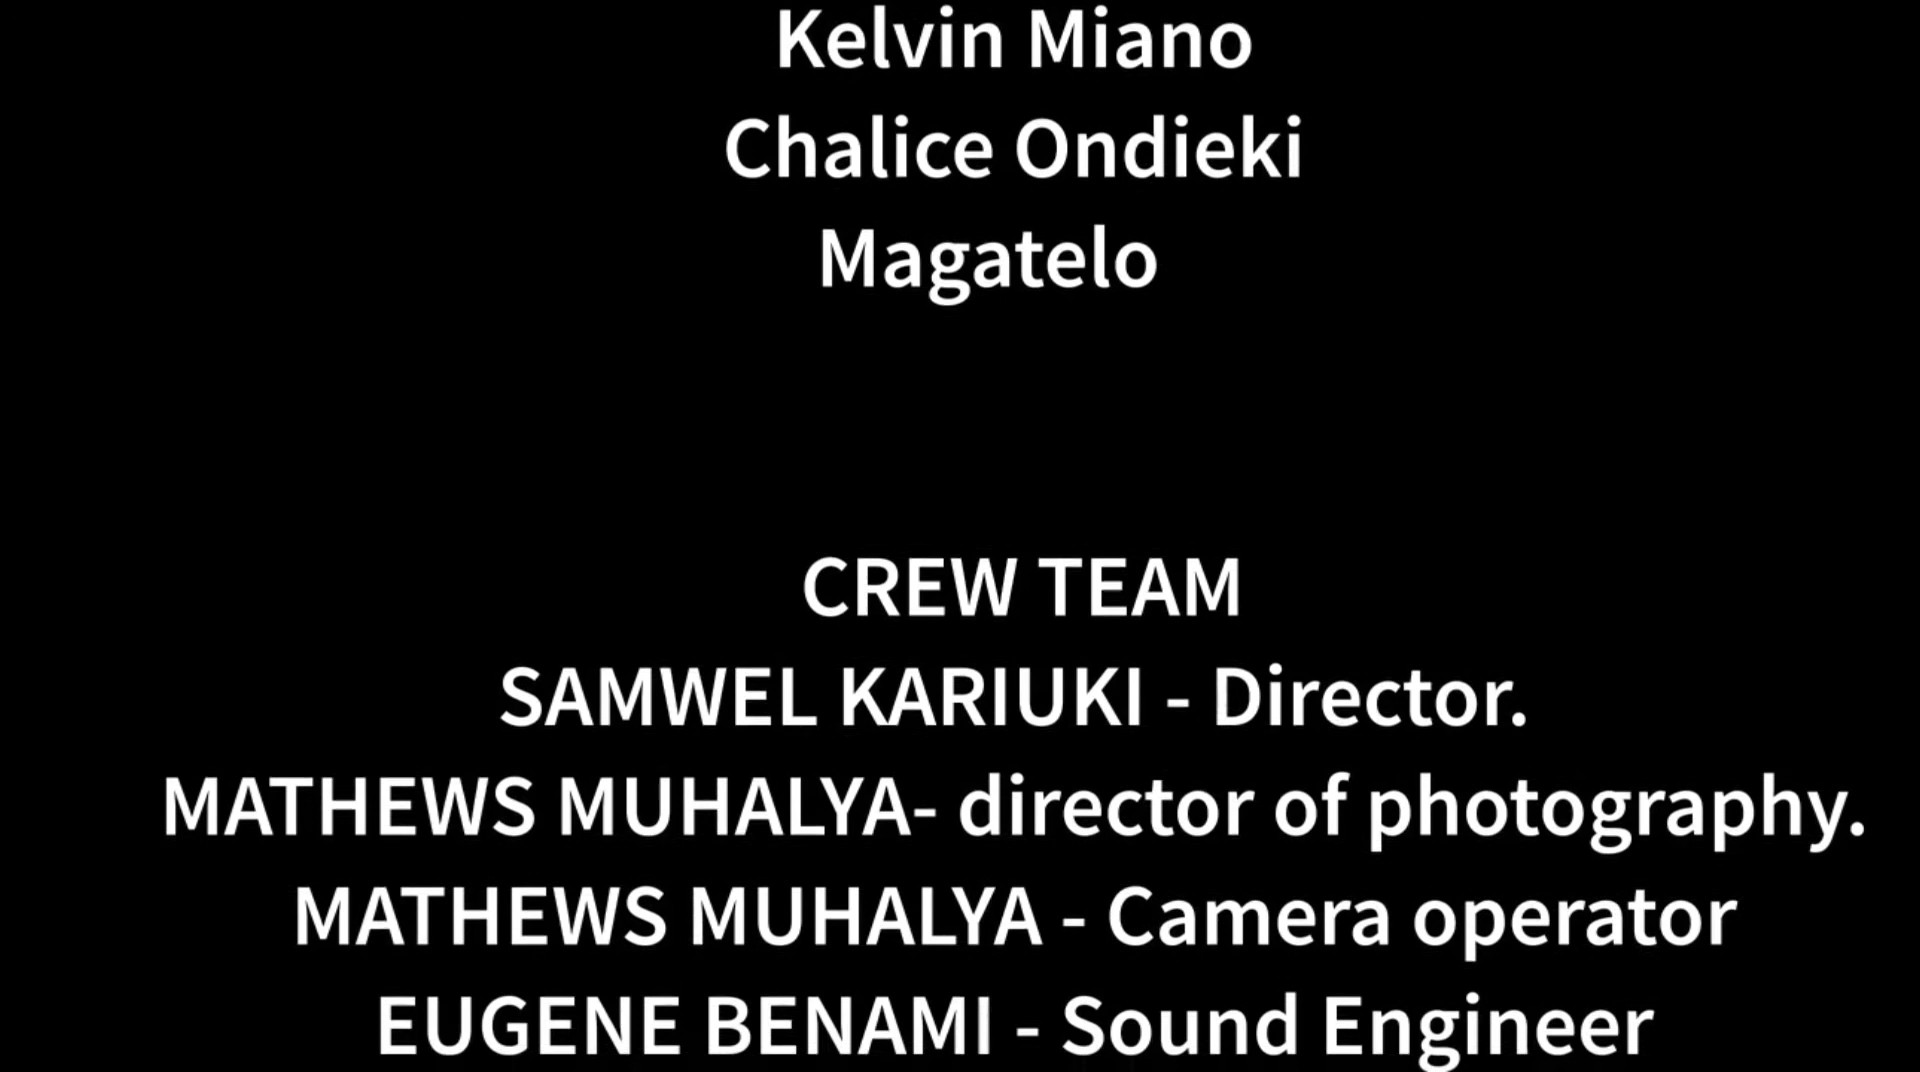 Kelvin Miano
Chalice Ondieki
Magatelo
CREW TEAM
SAMWEL KARIUKI - Director.
MATHEWS MUHALYA- director of photography.
MATHEWS MUHALYA - Camera operator
EUGENE BENAMI - Sound Engineer